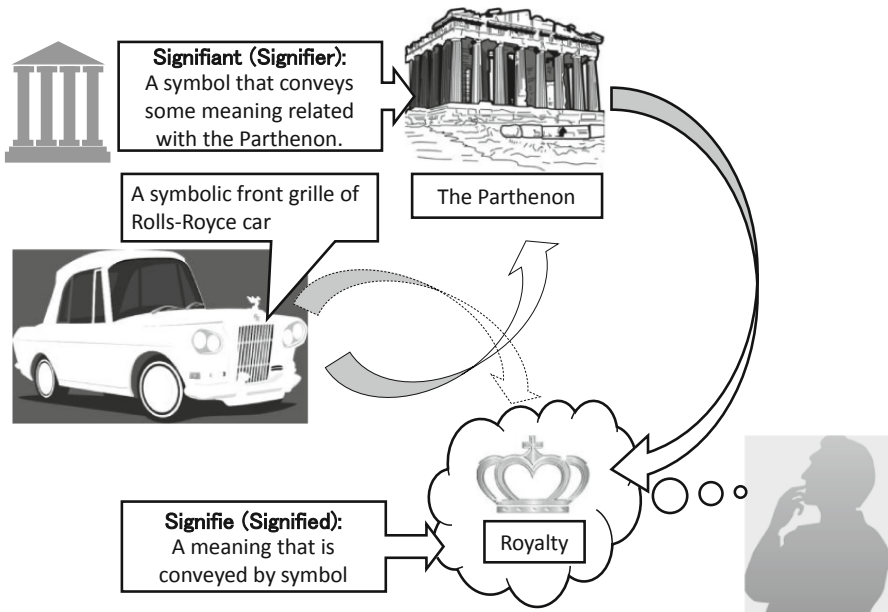 Signifiant (Signifier):
A symbol that conveys
some meaning related
with the Parthenon.
The Parthenon
A symbolic front grille of
Rolls-Royce car
Signifie (Signified):
A meaning that is
conveyed by symbol
Royalty